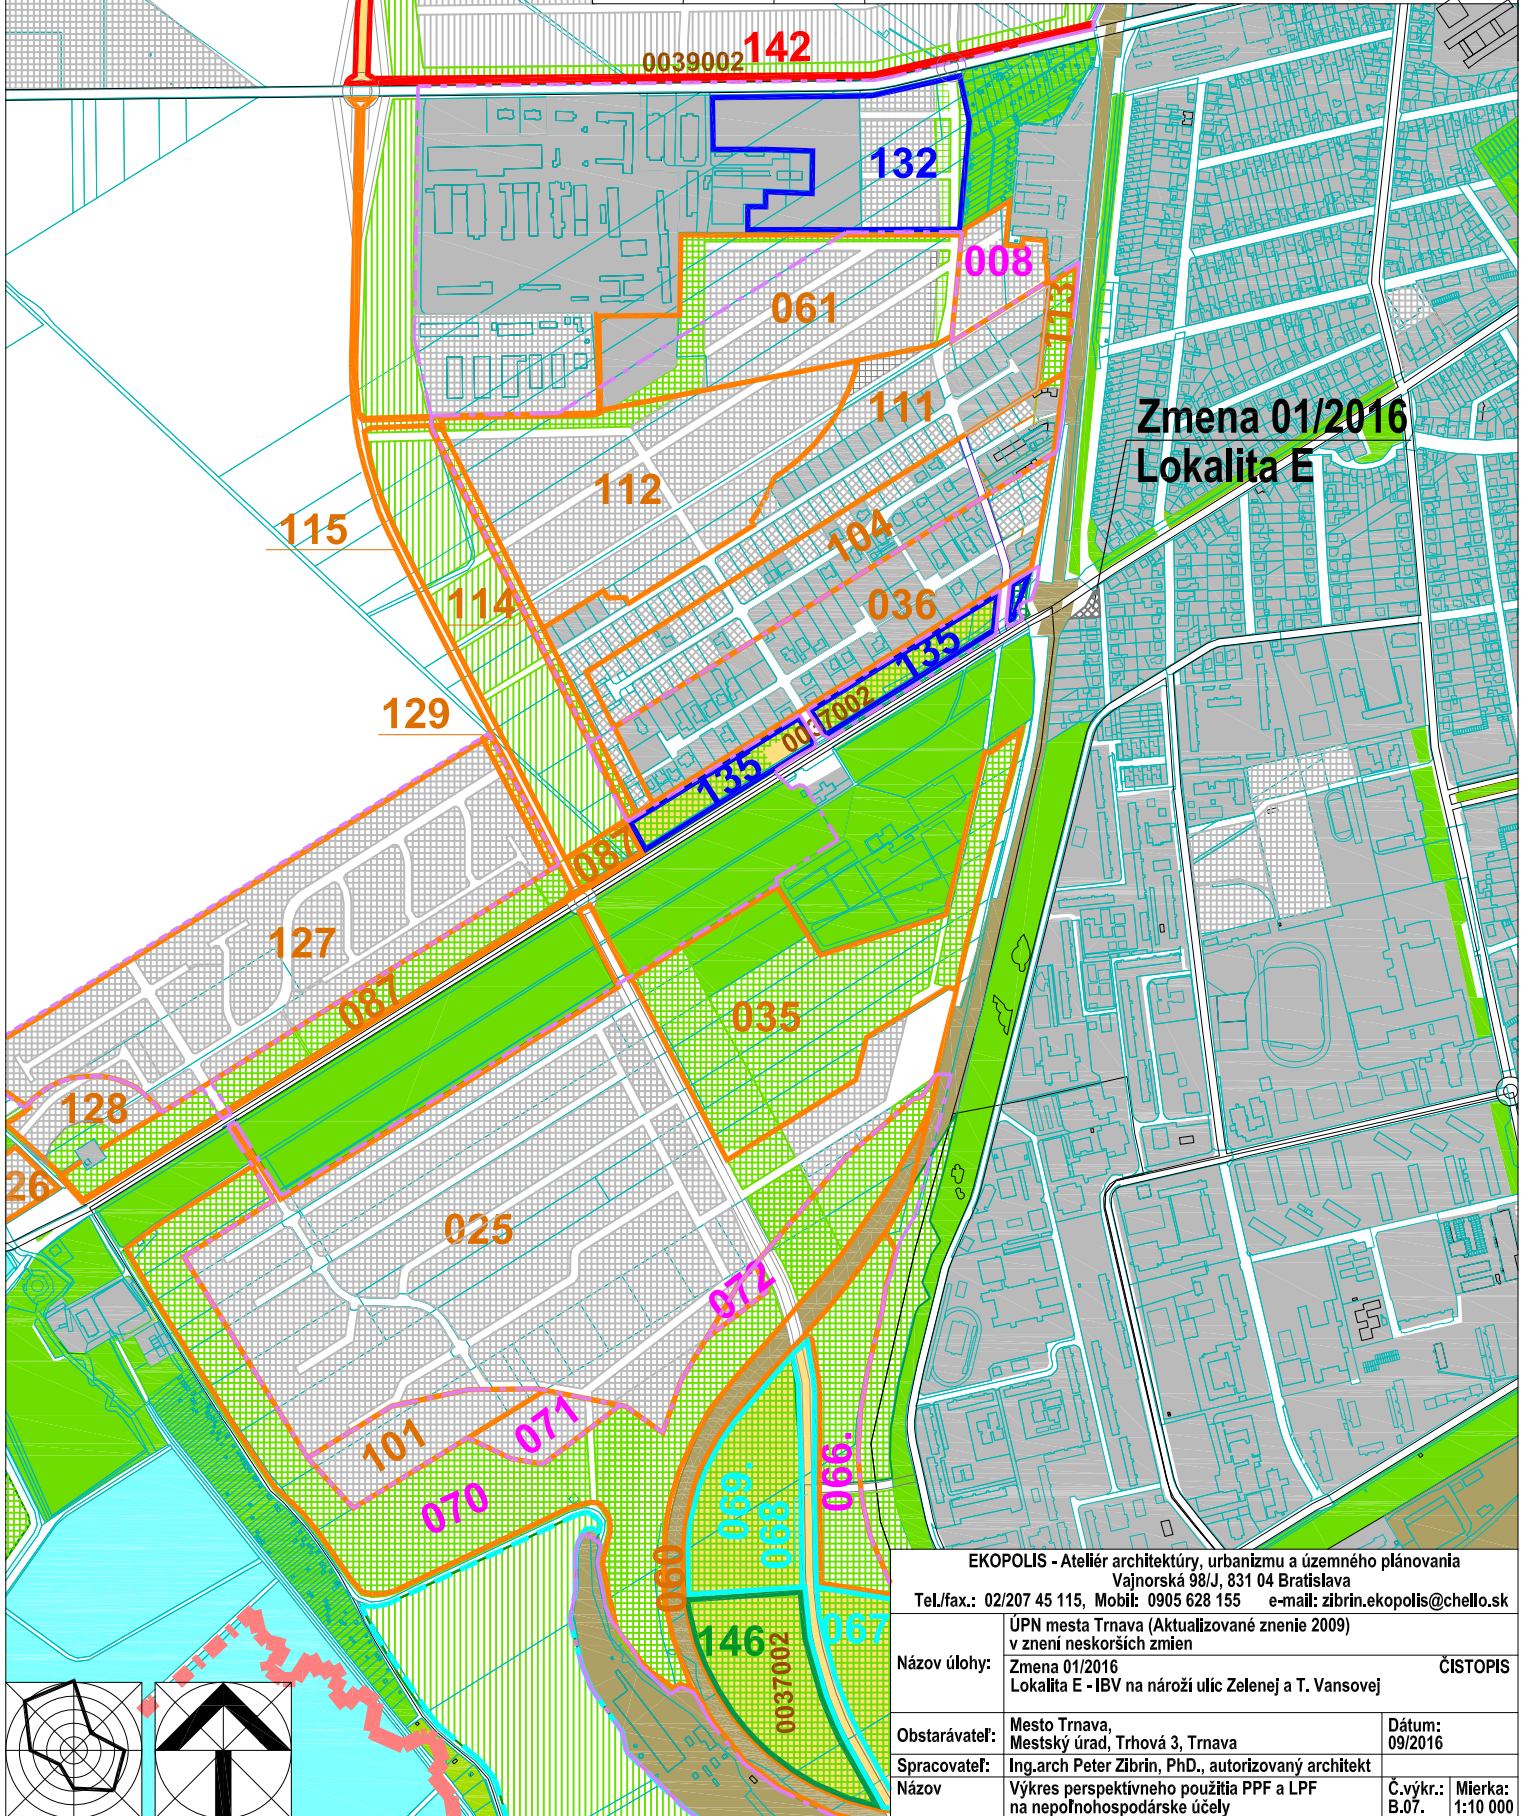 142
0039002
132
008
061
113
111
Zmena 01/2016
Lokalita E
112
115
104
114
036
135
129
0037002
135
087
127
087
035
128
26
025
072
101
071
070
066.
069.
068
060
067
146
0037002
EKOPOLIS - Ateliér architektúry, urbanizmu a územného plánovania
Vajnorská 98/J, 831 04 Bratislava
Tel./fax.: 02/207 45 115, Mobil: 0905 628 155 e-mail: zibrin.ekopolis@chello.sk
Názov úlohy:
ÚPN mesta Trnava (Aktualizované znenie 2009)
v znení neskorších zmien
Zmena 01/2016 ČISTOPIS
Lokalita E - IBV na nároží ulíc Zelenej a T. Vansovej
Obstarávateľ:
Mesto Trnava,
Mestský úrad, Trhová 3, Trnava
Dátum:
09/2016
Spracovateľ: Ing.arch Peter Zibrin, PhD., autorizovaný architekt
Názov
Výkres perspektívneho použitia PPF a LPF
na nepoľnohospodárske účely
Č.výkr.:
B.07.
Mierka:
1:10 000